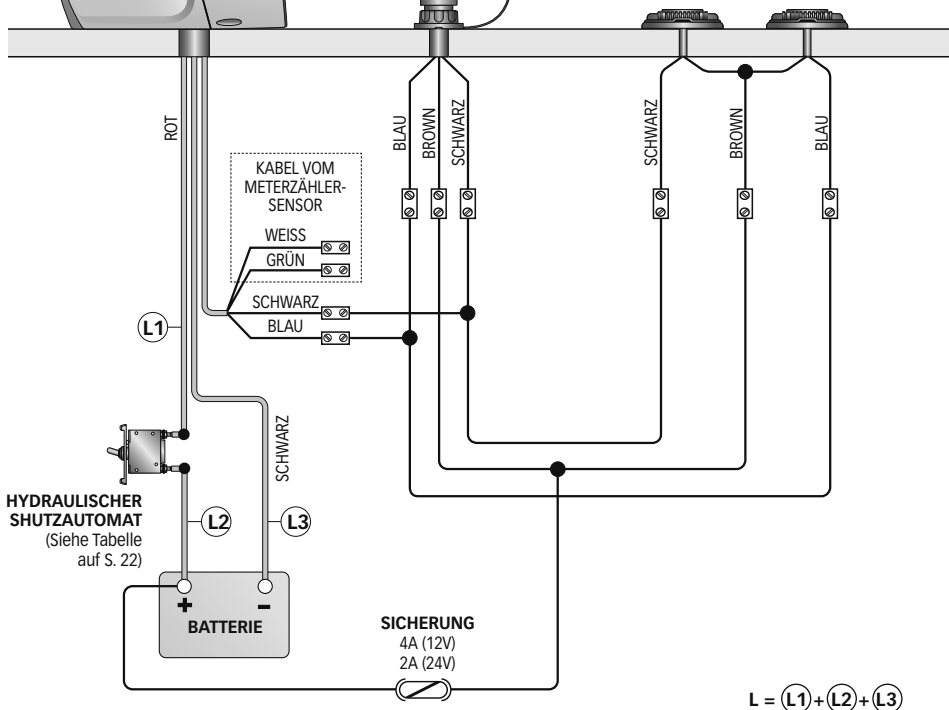 ROT
BLAU
BROWN
SCHWARZ
SCHWARZ
BROWN
BLAU
KABEL VOM
METERZÄHLER-
SENSOR
WEISS
GRÜN
SCHWARZ
BLAU
L1
SCHWARZ
HYDRAULISCHER
SHUTZAUTOMAT
(Siehe Tabelle
auf S. 22)
L2
L3
+ −
BATTERIE
SICHERUNG
4A (12V)
2A (24V)
L = L1 + L2 + L3